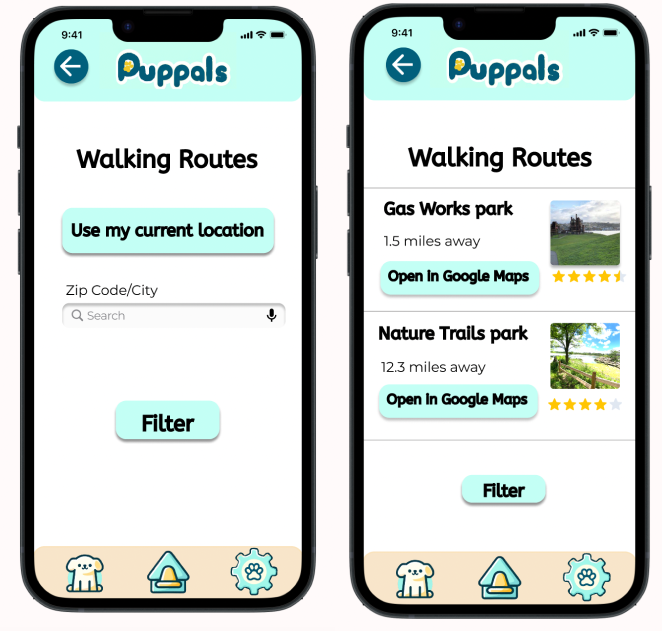 9:41
Puppals
Walking Routes
Use my current location
Zip Code/City
Search
Filter
9:41
Puppals
Walking Routes
Gas Works park
1.5 miles away
Open in Google Maps
Nature Trails park
12.3 miles away
Open in Google Maps
Filter